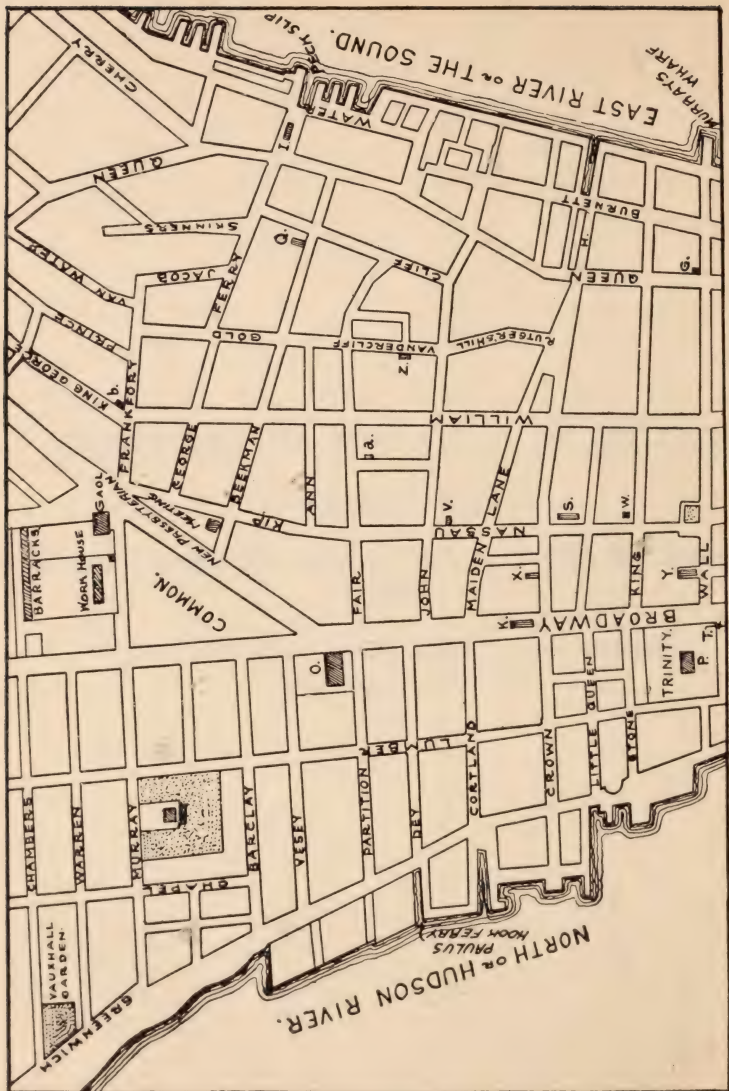 EAST RIVER OR THE SOUND.
MURRAYS
WHARF
PECK SLIP
CHERRY
WATER
I.
QUEEN
BURNETT
SKINNERS
Q.
H.
G.
CLIFF
QUEEN
VAN WATER
JACOB
FERRY
PRINCE
GOLD
VANDERCLIFF
RUTGERS HILL
Z.
KING GEORGE
b.
FRANKFORT
WILLIAM
GEORGE
BEEKMAN
ANN
a.
GAOL
NEW PRESBYTERIAN
MEETING
KIP
V.
NASSAU
LANE
S.
W.
BARRACKS
WORK HOUSE
COMMON.
FAIR
JOHN
MAIDEN
X.
KING
Y.
WALL
K.
BROADWAY
O.
TRINITY.
P.
T.
LUMBER
CHAMBERS
WARREN
MURRAY
BARCLAY
VESEY
PARTITION
DEY
CORTLAND
CROWN
LITTLE QUEEN
STONE
CHAPEL
VAUXHALL
GARDEN.
GREENWICH
PAULUS
HOOK FERRY
NORTH OR HUDSON RIVER.